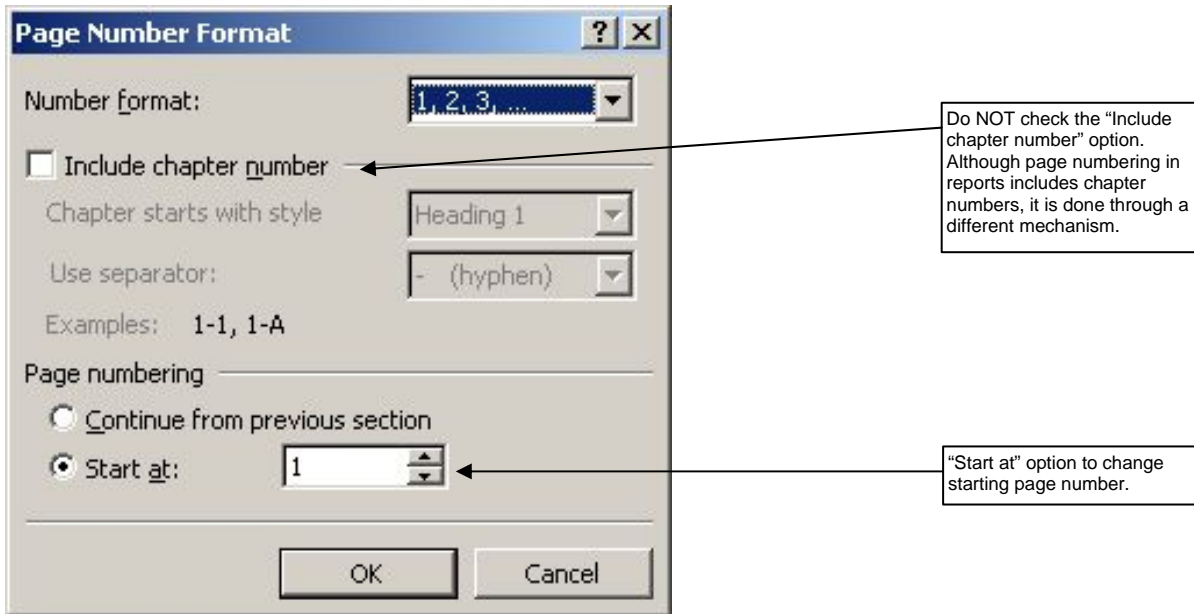 Page Number Format
Number format: 1, 2, 3, ...
Include chapter number
Chapter starts with style Heading 1
Use separator: - (hyphen)
Examples: 1-1, 1-A
Page numbering
Continue from previous section
Start at: 1
OK Cancel
Do NOT check the “Include
chapter number” option.
Although page numbering in
reports includes chapter
numbers, it is done through a
different mechanism.
“Start at” option to change
starting page number.